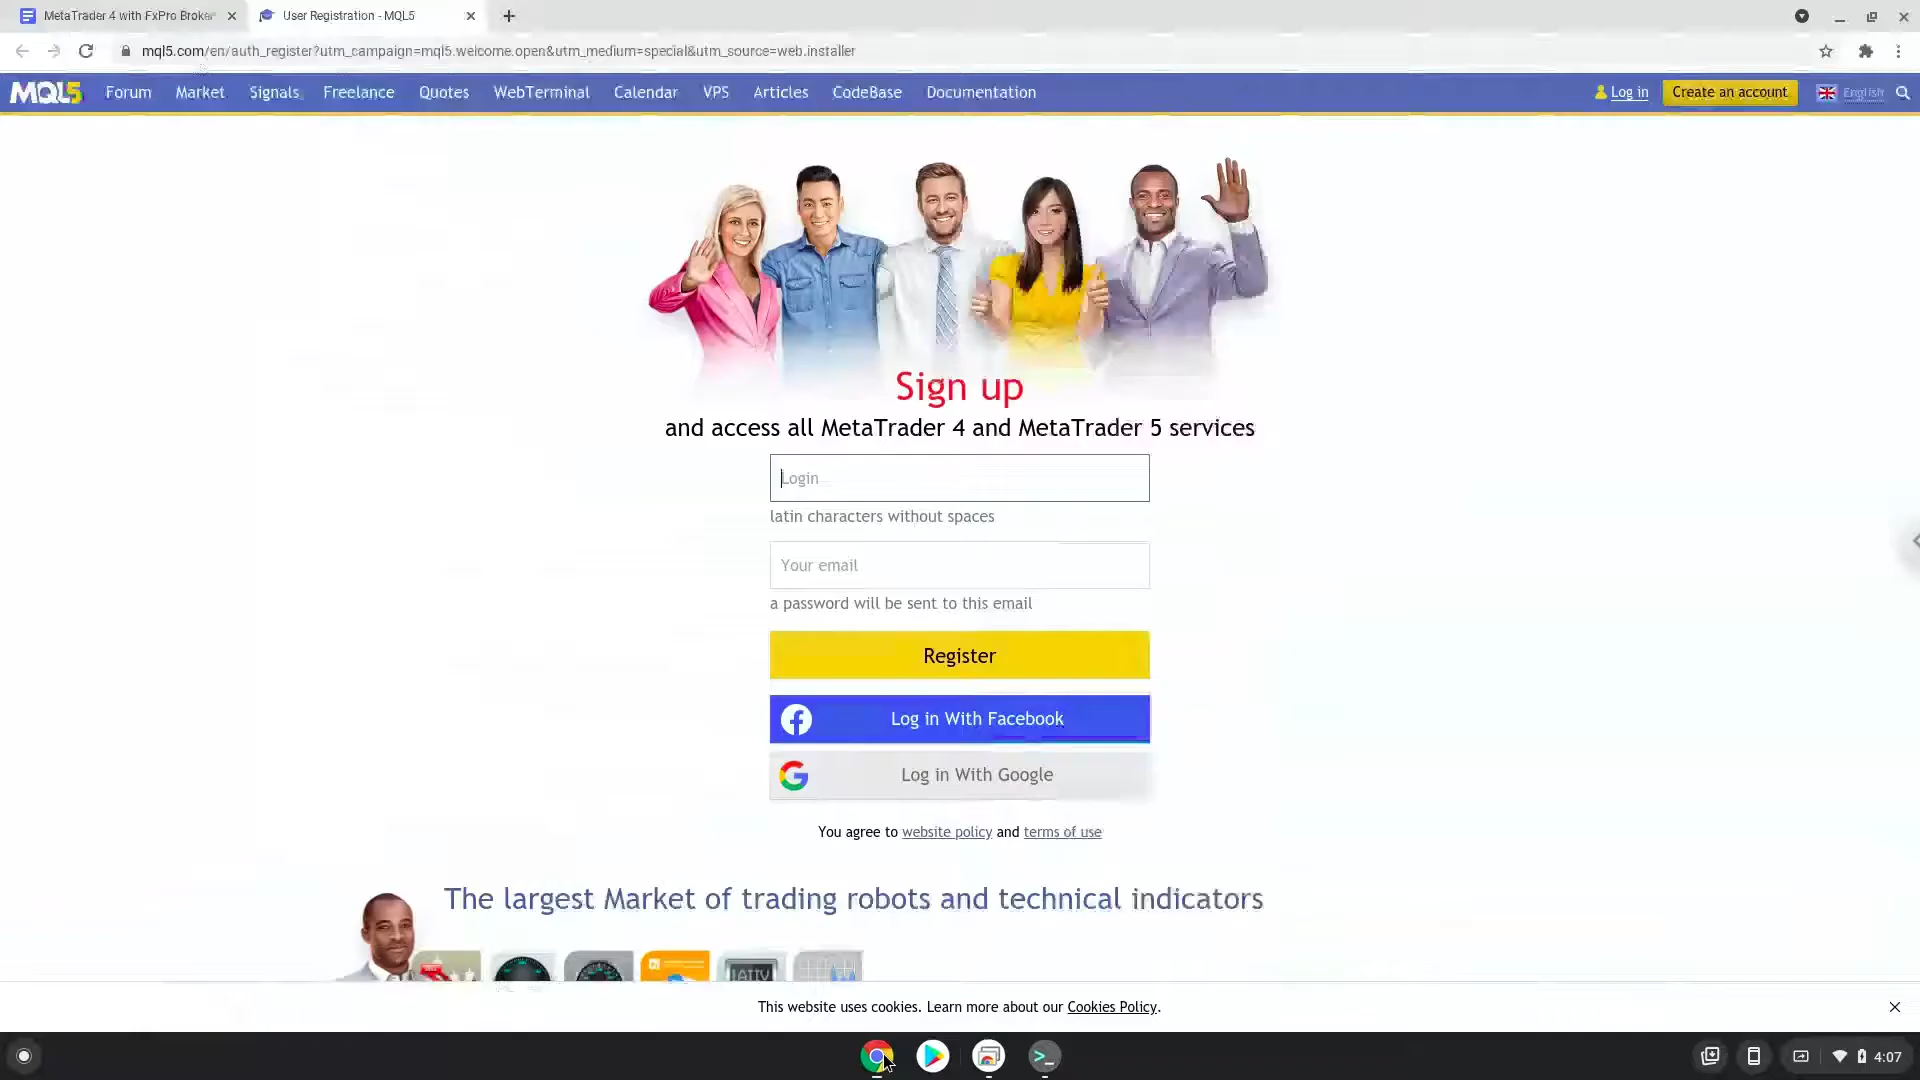 MetaTrader 4 with FxPro Broker
User Registration - MQL5
mql5.com/en/auth_register?utm_campaign=mql5.welcome.open&utm_medium=special&utm_source=web.installer
MQL5 Forum Market Signals Freelance Quotes WebTerminal Calendar VPS Articles CodeBase Documentation Log in Create an account English
Sign up
and access all MetaTrader 4 and MetaTrader 5 services
Login
latin characters without spaces
Your email
a password will be sent to this email
Register
Log in With Facebook
Log in With Google
You agree to website policy and terms of use
The largest Market of trading robots and technical indicators
This website uses cookies. Learn more about our Cookies Policy.
4:07